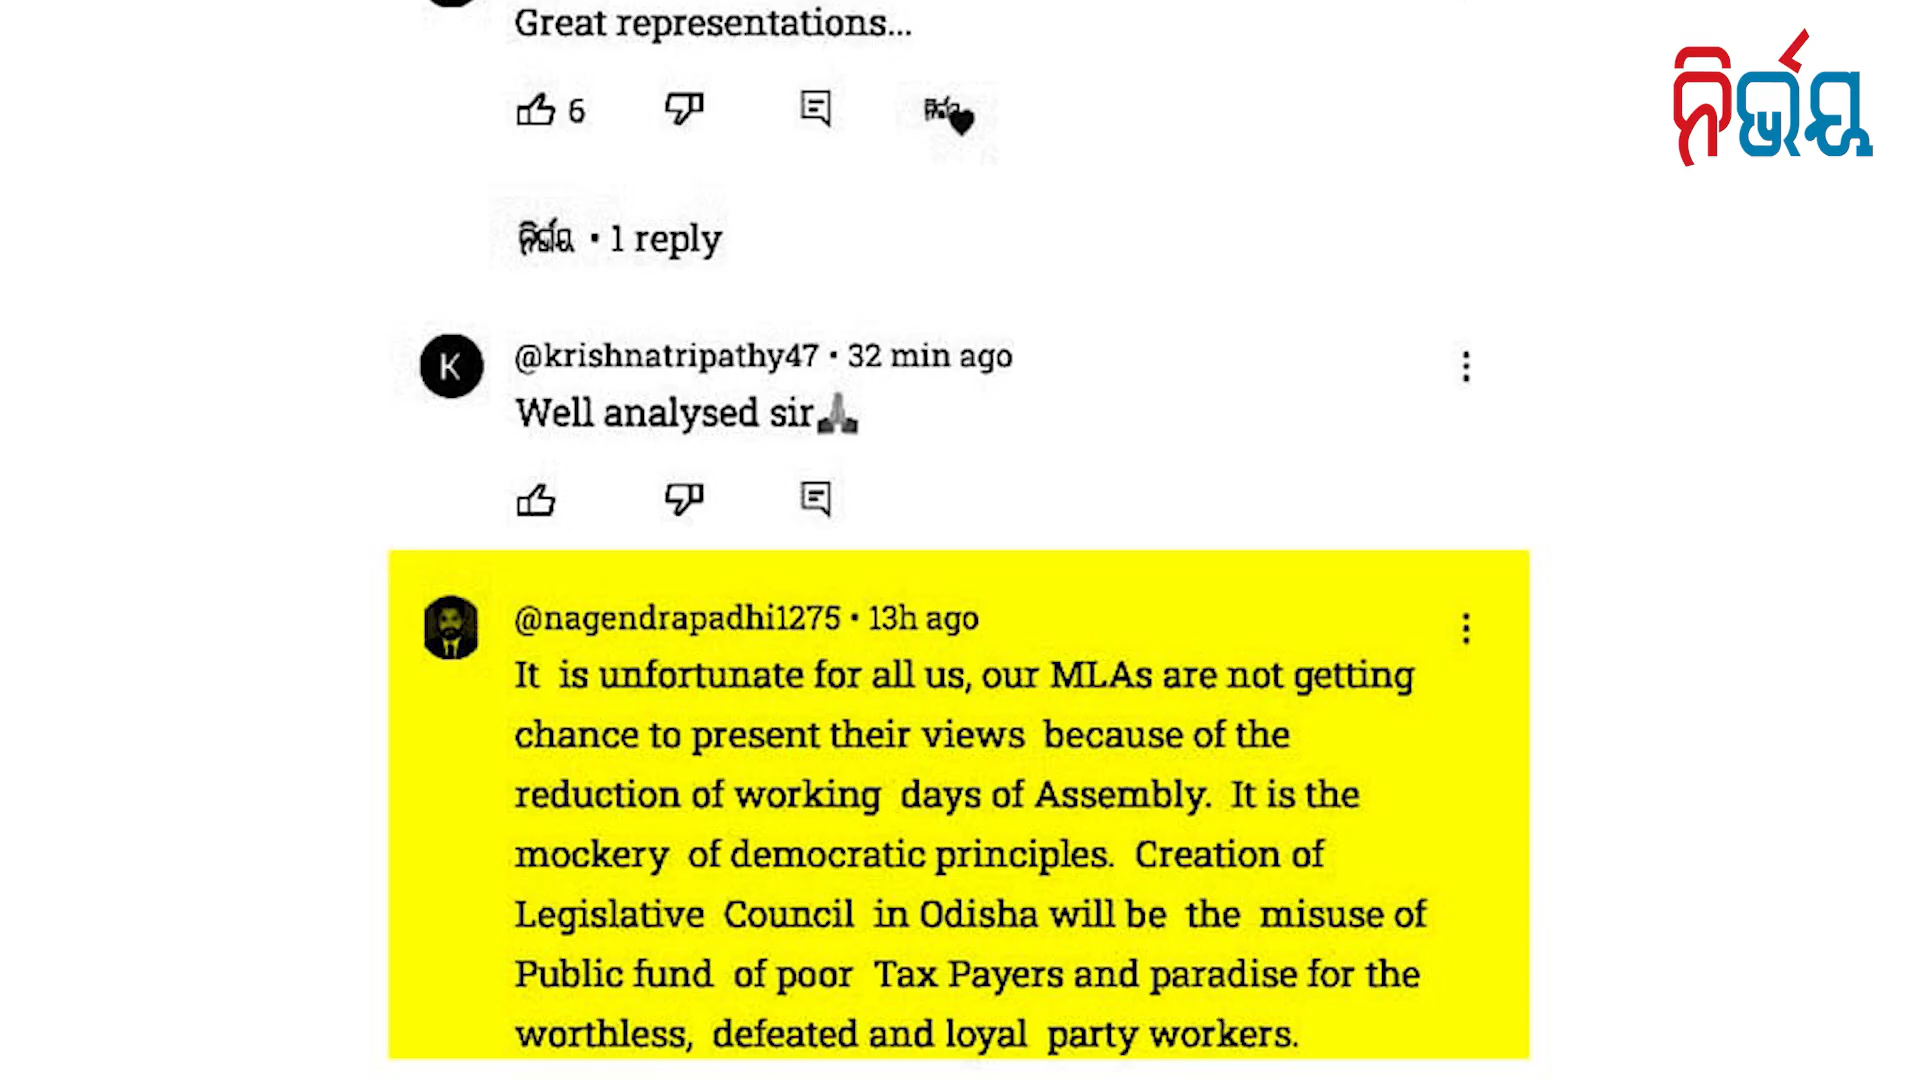 Great representations...
6
ନିର୍ଭୟ
ନିର୍ଭୟ
ନିର୍ଭୟ • 1 reply
K
@krishnatripathy47 • 32 min ago
Well analysed sir🙏
@nagendrapadhi1275 • 13h ago
It is unfortunate for all us, our MLAs are not getting
chance to present their views because of the
reduction of working days of Assembly. It is the
mockery of democratic principles. Creation of
Legislative Council in Odisha will be the misuse of
Public fund of poor Tax Payers and paradise for the
worthless, defeated and loyal party workers.